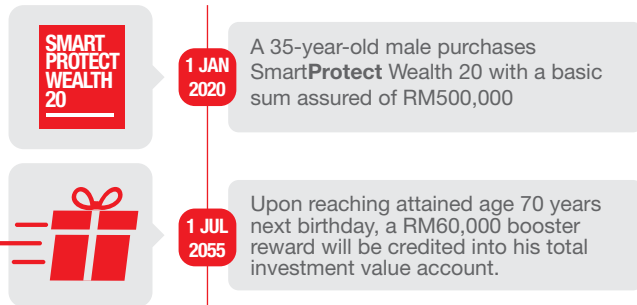 SMART
PROTECT
WEALTH
20
1 JAN
2020
A 35-year-old male purchases
SmartProtect Wealth 20 with a basic
sum assured of RM500,000
1 JUL
2055
Upon reaching attained age 70 years
next birthday, a RM60,000 booster
reward will be credited into his total
investment value account.